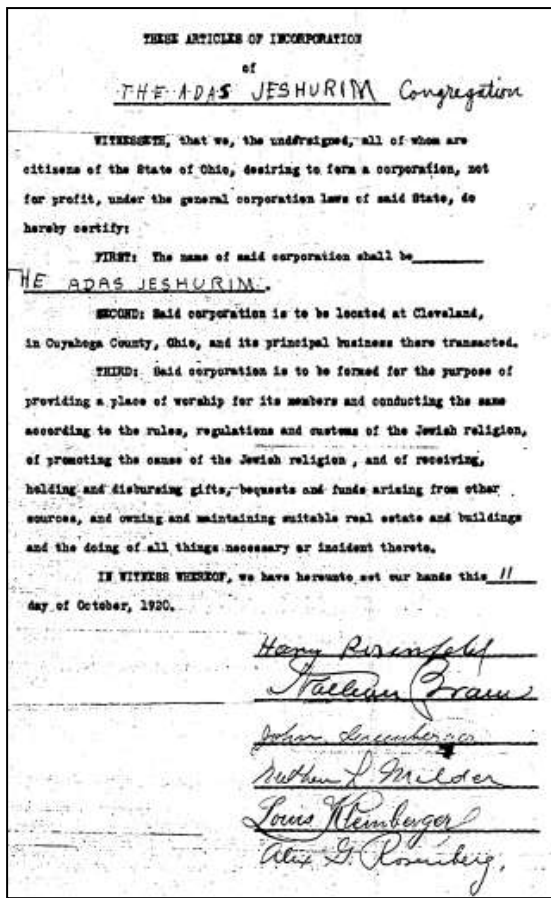 THESE ARTICLES OF INCORPORATION
of
THE ADAS JESHURIM Congregation
WITNESSETH, that we, the undersigned, all of whom are
citizens of the State of Ohio, desiring to form a corporation, not
for profit, under the general corporation laws of said State, do
hereby certify:
FIRST: The name of said corporation shall be
THE ADAS JESHURIM.
SECOND: Said corporation is to be located at Cleveland,
in Cuyahoga County, Ohio, and its principal business there transacted.
THIRD: Said corporation is to be formed for the purpose of
providing a place of worship for its members and conducting the same
according to the rules, regulations and customs of the Jewish religion,
of promoting the cause of the Jewish religion , and of receiving,
holding and disbursing gifts, bequests and funds arising from other
sources, and owning and maintaining suitable real estate and buildings
and the doing of all things necessary or incident thereto.
IN WITNESS WHEREOF, we have hereunto set our hands this 11
day of October, 1920.
Harry
Braun
John
Nathan L. Milder
Louis Kleinberger
Alex G. Rosenberg.